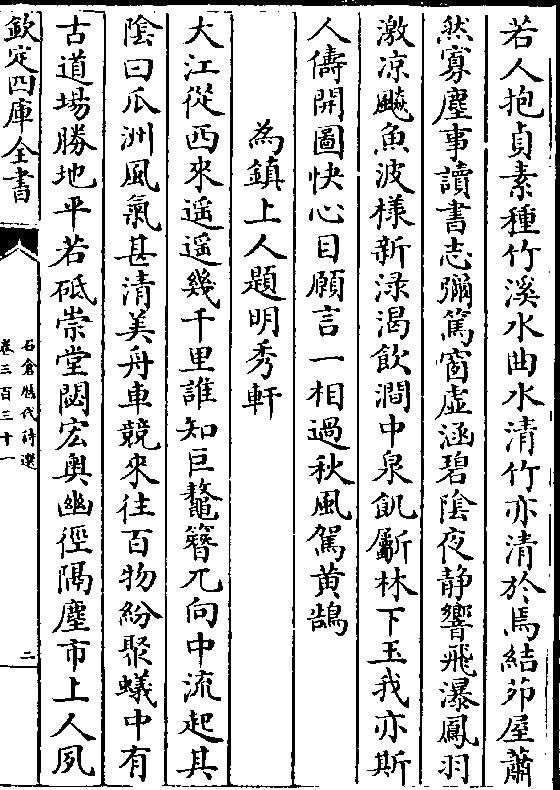 若人抱貞素種竹溪水曲水清竹亦清於焉結茆屋蕭
然寡塵事讀書志彌篤窗虛涵碧陰夜静響飛瀑鳳羽
激凉飈魚波様新渌渴飲澗中泉飢斸林下玉我亦斯
人儔開圖快心目願言一相過秋風駕黄鵠
為鎮上人題明秀軒
大江從西來遥遥幾千里誰知巨鼇簪兀向中流起其
陰曰瓜洲風氣甚清美舟車競來往百物紛聚蟻中有
古道場勝地平若砥崇堂閟宏奥幽徑隔塵市上人夙
欽定四庫全書
石倉歴代詩選
卷三百三十一
二